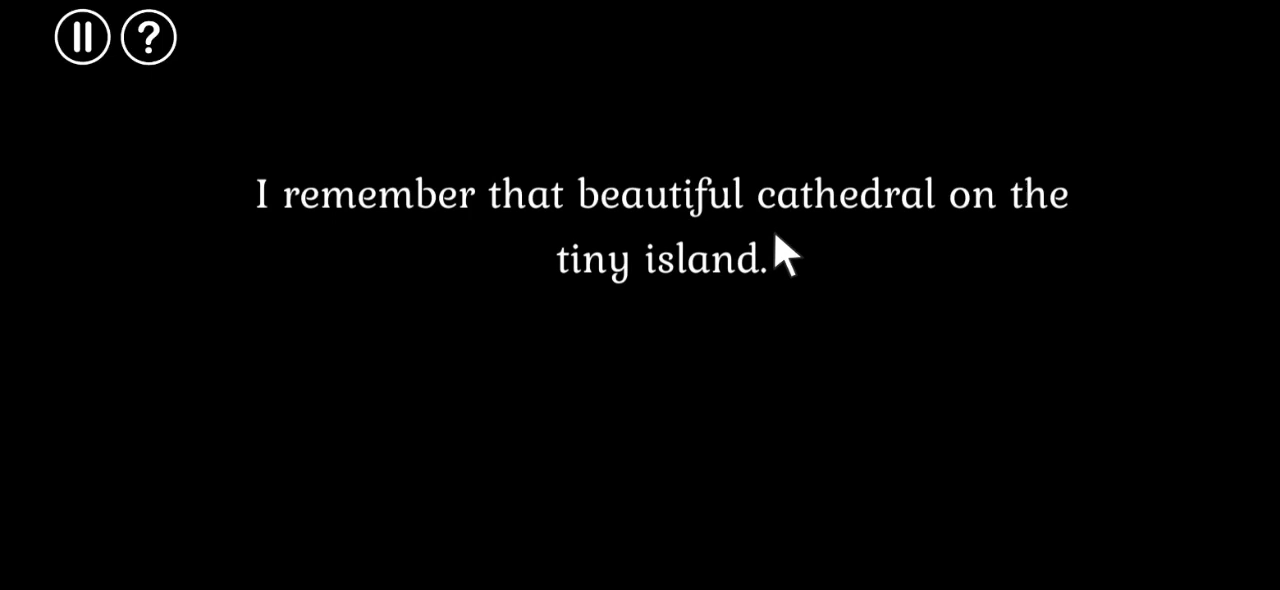 ?
I remember that beautiful cathedral on the
tiny island.